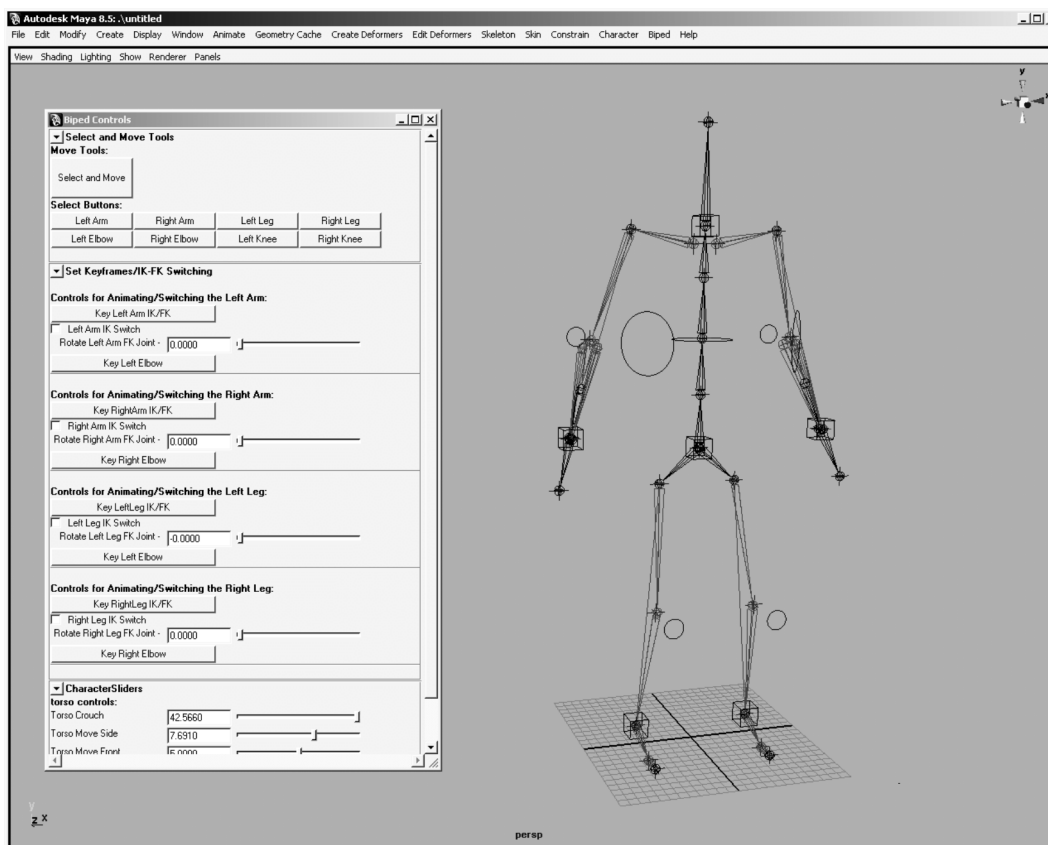 Autodesk Maya 8.5: .\untitled
File Edit Modify Create Display Window Animate Geometry Cache Create Deformers Edit Deformers Skeleton Skin Constrain Character Biped Help
View Shading Lighting Show Renderer Panels
y
x
Biped Controls
Select and Move Tools
Move Tools:
Select and Move
Select Buttons:
Left Arm Right Arm Left Leg Right Leg
Left Elbow Right Elbow Left Knee Right Knee
Set Keyframes/IK-FK Switching
Controls for Animating/Switching the Left Arm:
Key Left Arm IK/FK
Left Arm IK Switch
Rotate Left Arm FK Joint - 0.0000
Key Left Elbow
Controls for Animating/Switching the Right Arm:
Key RightArm IK/FK
Right Arm IK Switch
Rotate Right Arm FK Joint - 0.0000
Key Right Elbow
Controls for Animating/Switching the Left Leg:
Key LeftLeg IK/FK
Left Leg IK Switch
Rotate Left Leg FK Joint - -0.0000
Key Left Elbow
Controls for Animating/Switching the Right Leg:
Key RightLeg IK/FK
Right Leg IK Switch
Rotate Right Leg FK Joint - 0.0000
Key Right Elbow
CharacterSliders
torso controls:
Torso Crouch 42.5660
Torso Move Side 7.6910
Torso Move Front 5.0000
y
z x
persp